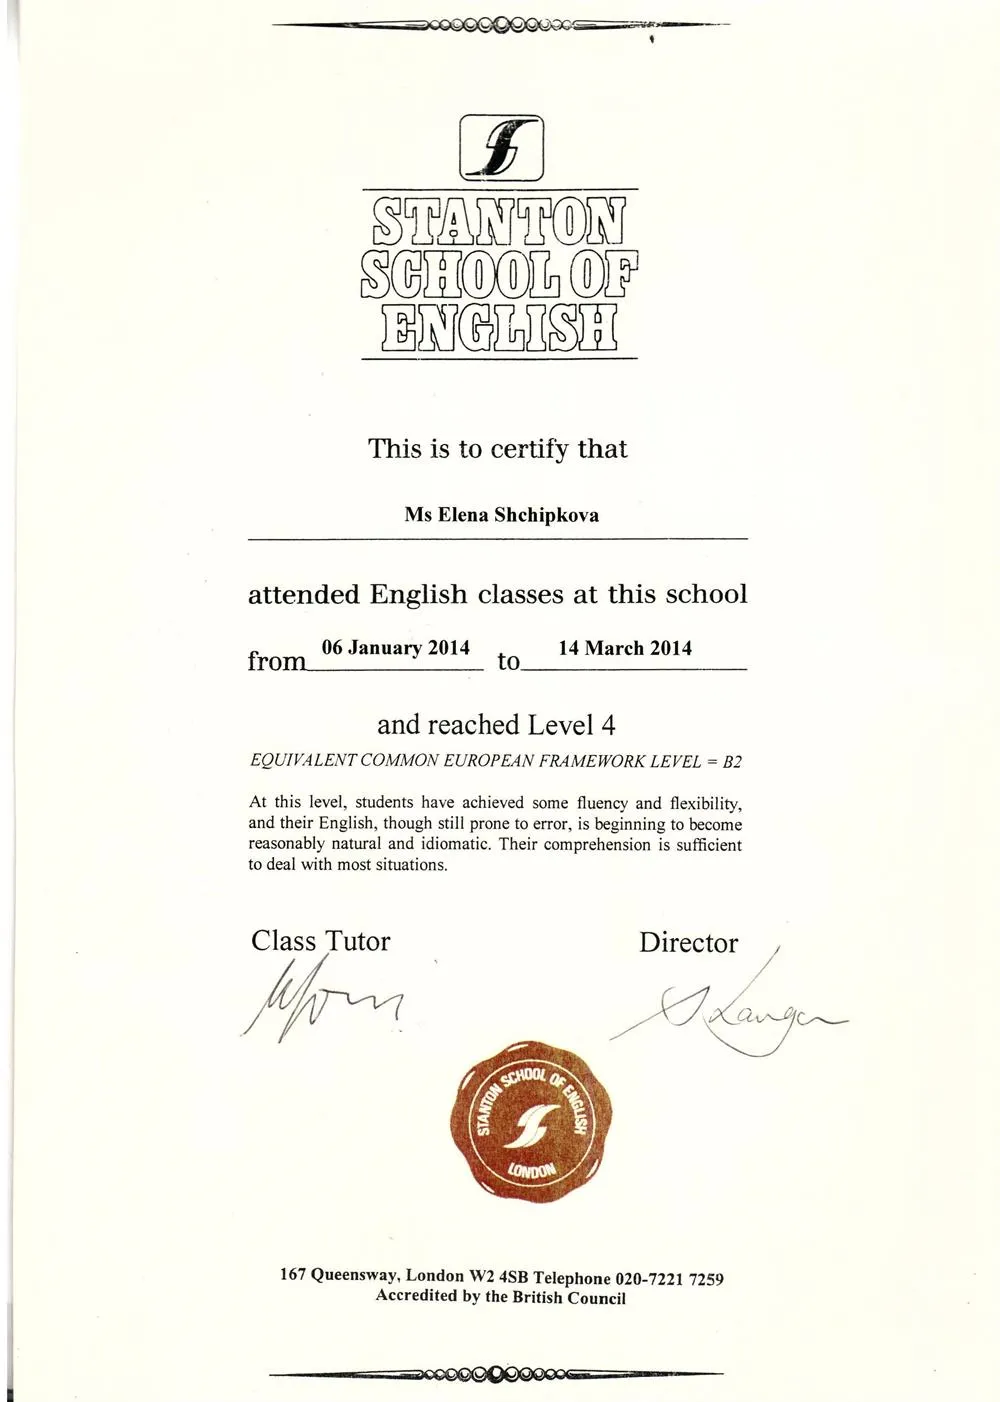 STANTON
SCHOOL OF
ENGLISH
This is to certify that
Ms Elena Shchipkova
attended English classes at this school
from 06 January 2014 to 14 March 2014
and reached Level 4
EQUIVALENT COMMON EUROPEAN FRAMEWORK LEVEL = B2
At this level, students have achieved some fluency and flexibility,
and their English, though still prone to error, is beginning to become
reasonably natural and idiomatic. Their comprehension is sufficient
to deal with most situations.
Class Tutor Director
STANTON SCHOOL OF ENGLISH
LONDON
167 Queensway, London W2 4SB Telephone 020-7221 7259
Accredited by the British Council